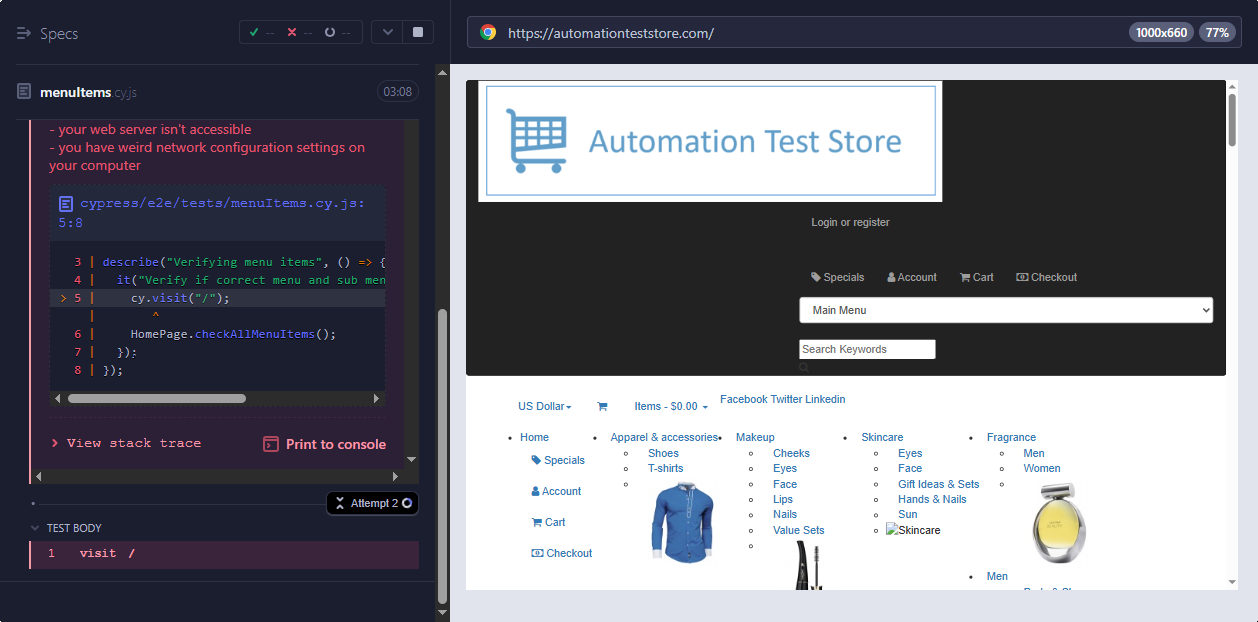 Specs
-- -- --
menuItems.cy.js
03:08
- your web server isn't accessible
- you have weird network configuration settings on
your computer
cypress/e2e/tests/menuItems.cy.js:
5:8
3 | describe("Verifying menu items", () => {
4 | it("Verify if correct menu and sub men
> 5 | cy.visit("/");
| ^
6 | HomePage.checkAllMenuItems();
7 | });
8 | });
> View stack trace
Print to console
Attempt 2
TEST BODY
1 visit /
https://automationteststore.com/
1000x660
77%
Automation Test Store
Login or register
Specials
Account
Cart
Checkout
Main Menu
Search Keywords
US Dollar
Items - $0.00
Facebook Twitter Linkedin
Home
Specials
Account
Cart
Checkout
Apparel & accessories
Shoes
T-shirts
Makeup
Cheeks
Eyes
Face
Lips
Nails
Value Sets
Skincare
Eyes
Face
Gift Ideas & Sets
Hands & Nails
Sun
Skincare
Fragrance
Men
Women
Men